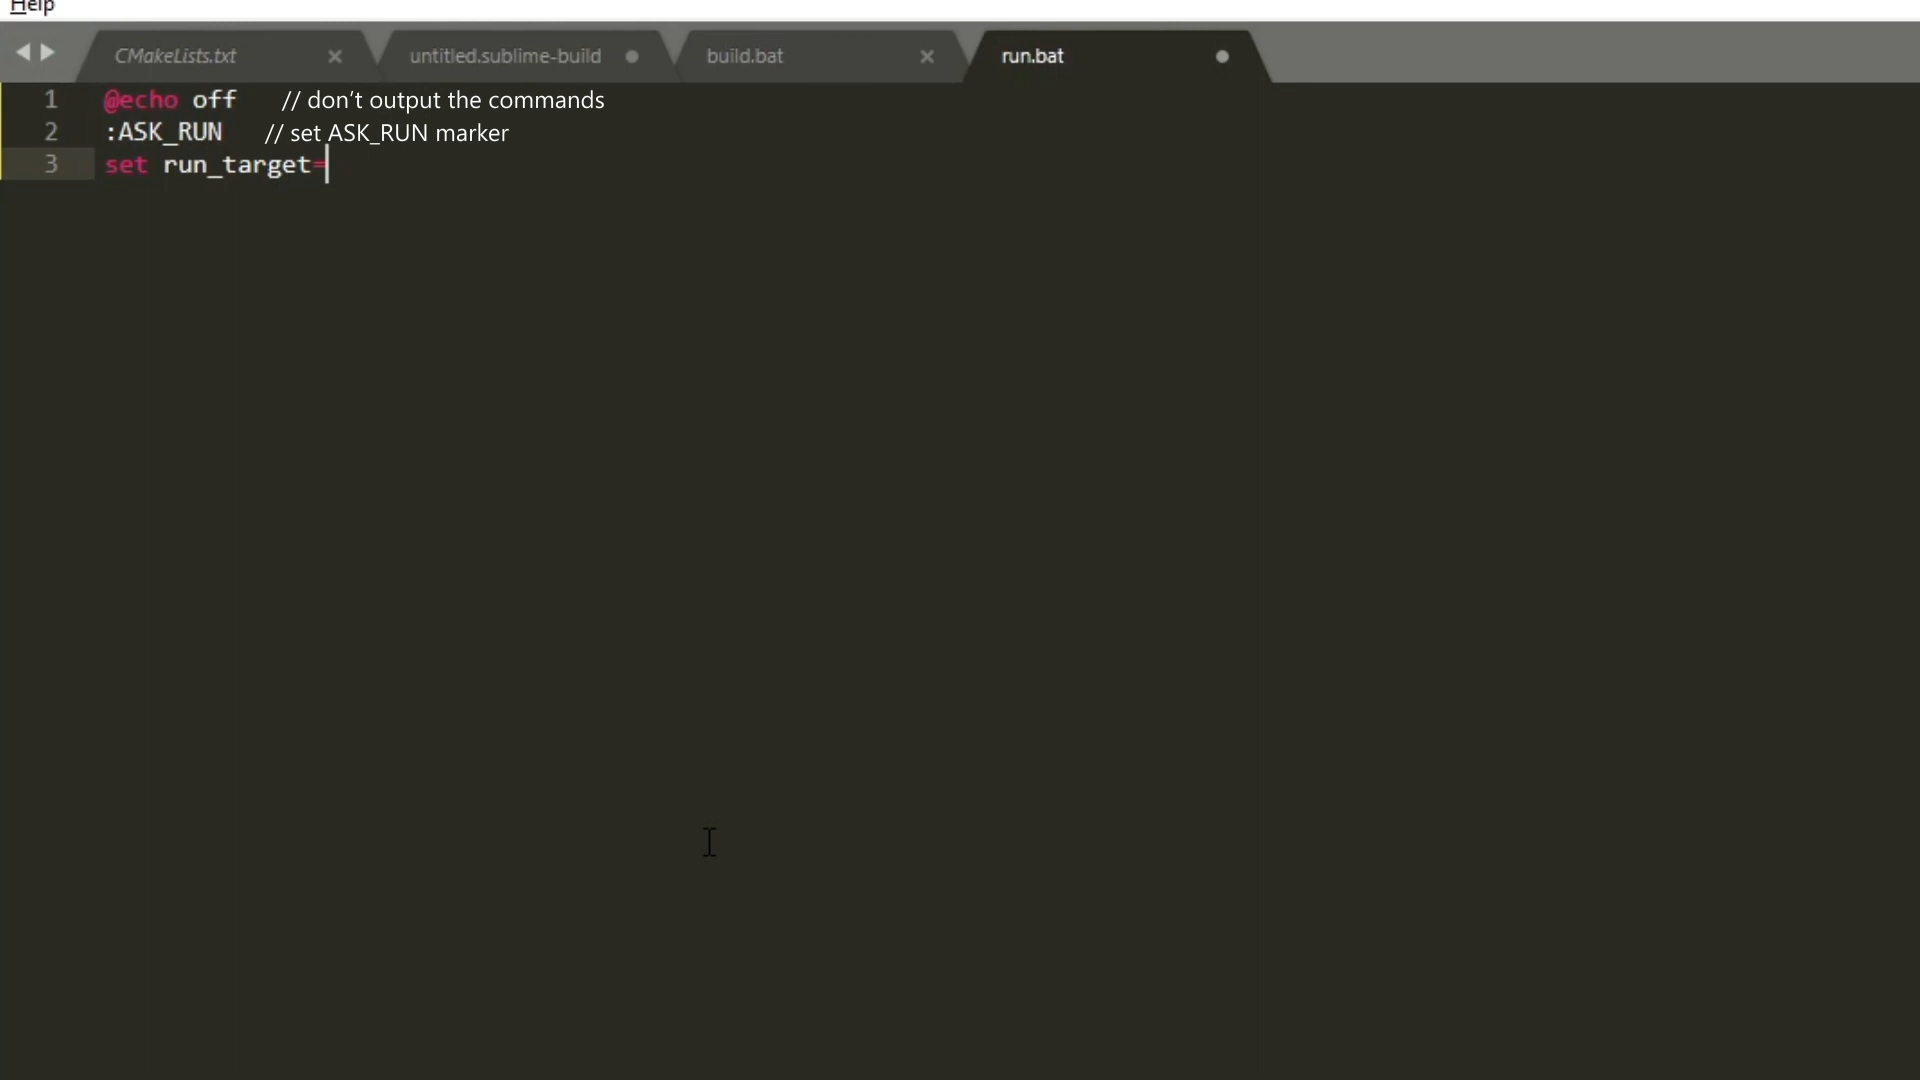 Help
CMakeLists.txt
untitled.sublime-build
build.bat
run.bat
1 @echo off // don't output the commands
2 :ASK_RUN // set ASK_RUN marker
3 set run_target=